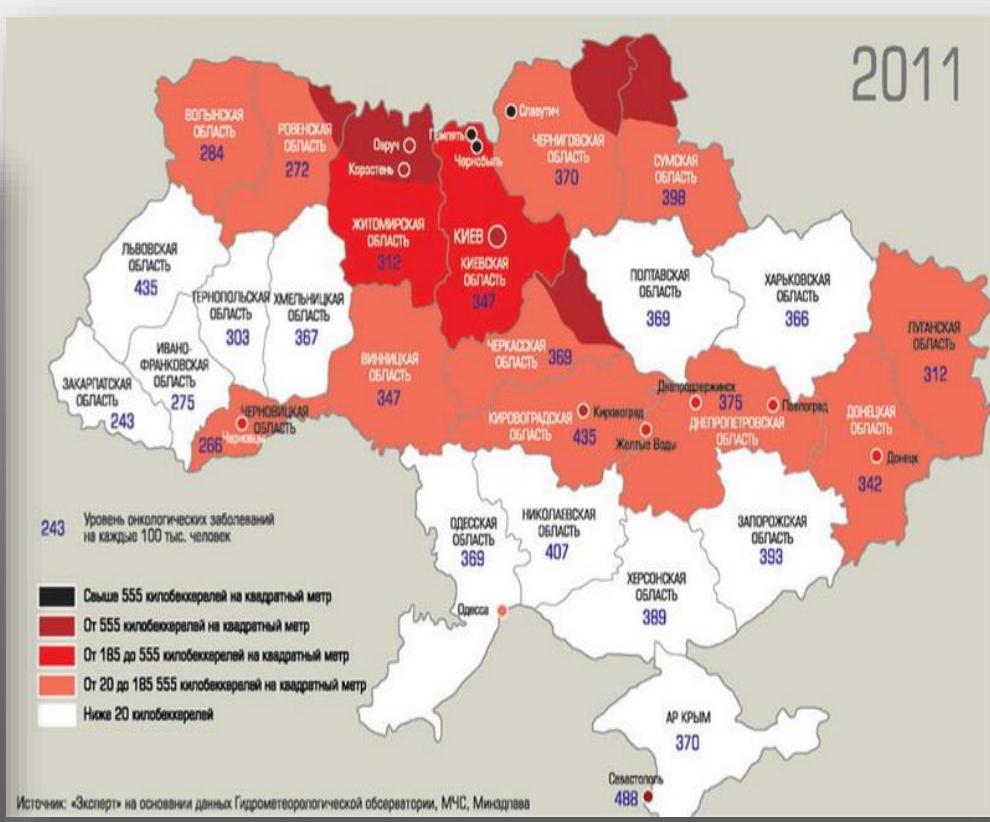 2011
ВОЛЫНСКАЯ
ОБЛАСТЬ
284
РОВЕНСКАЯ
ОБЛАСТЬ
272
Овруч
Коростень
ЖИТОМИРСКАЯ
ОБЛАСТЬ
312
Припять
Чорнобыль
КИЕВ
КИЕВСКАЯ
ОБЛАСТЬ
347
Славутич
ЧЕРНИГОВСКАЯ
ОБЛАСТЬ
370
СУМСКАЯ
ОБЛАСТЬ
398
ЛЬВОВСКАЯ
ОБЛАСТЬ
435
ТЕРНОПОЛЬСКАЯ
ОБЛАСТЬ
303
ХМЕЛЬНИЦКАЯ
ОБЛАСТЬ
367
ИВАНО-
ФРАНКОВСКАЯ
ОБЛАСТЬ
275
ЗАКАРПАТСКАЯ
ОБЛАСТЬ
243
ЧЕРНОВИЦКАЯ
ОБЛАСТЬ
266
Черновцы
ВИННИЦКАЯ
ОБЛАСТЬ
347
ЧЕРКАССКАЯ
ОБЛАСТЬ
369
ПОЛТАВСКАЯ
ОБЛАСТЬ
369
ХАРЬКОВСКАЯ
ОБЛАСТЬ
366
ЛУГАНСКАЯ
ОБЛАСТЬ
312
КИРОВОГРАДСКАЯ
ОБЛАСТЬ
435
Кировоград
Желтые Воды
Днепродзержинск
375
Павлоград
ДНЕПРОПЕТРОВСКАЯ
ОБЛАСТЬ
ДОНЕЦКАЯ
ОБЛАСТЬ
Донецк
342
ОДЕССКАЯ
ОБЛАСТЬ
369
Одесса
НИКОЛАЕВСКАЯ
ОБЛАСТЬ
407
ХЕРСОНСКАЯ
ОБЛАСТЬ
389
ЗАПОРОЖСКАЯ
ОБЛАСТЬ
393
АР КРЫМ
370
Севастополь
488
243 Уровень онкологических заболеваний
на каждые 100 тыс. человек
Свыше 555 килобеккерелей на квадратный метр
От 555 килобеккерелей на квадратный метр
От 185 до 555 килобеккерелей на квадратный метр
От 20 до 185 555 килобеккерелей на квадратный метр
Ниже 20 килобеккерелей
Источник: «Эксперт» на основании данных Гидрометеорологической обсерватории, МЧС, Минздрава